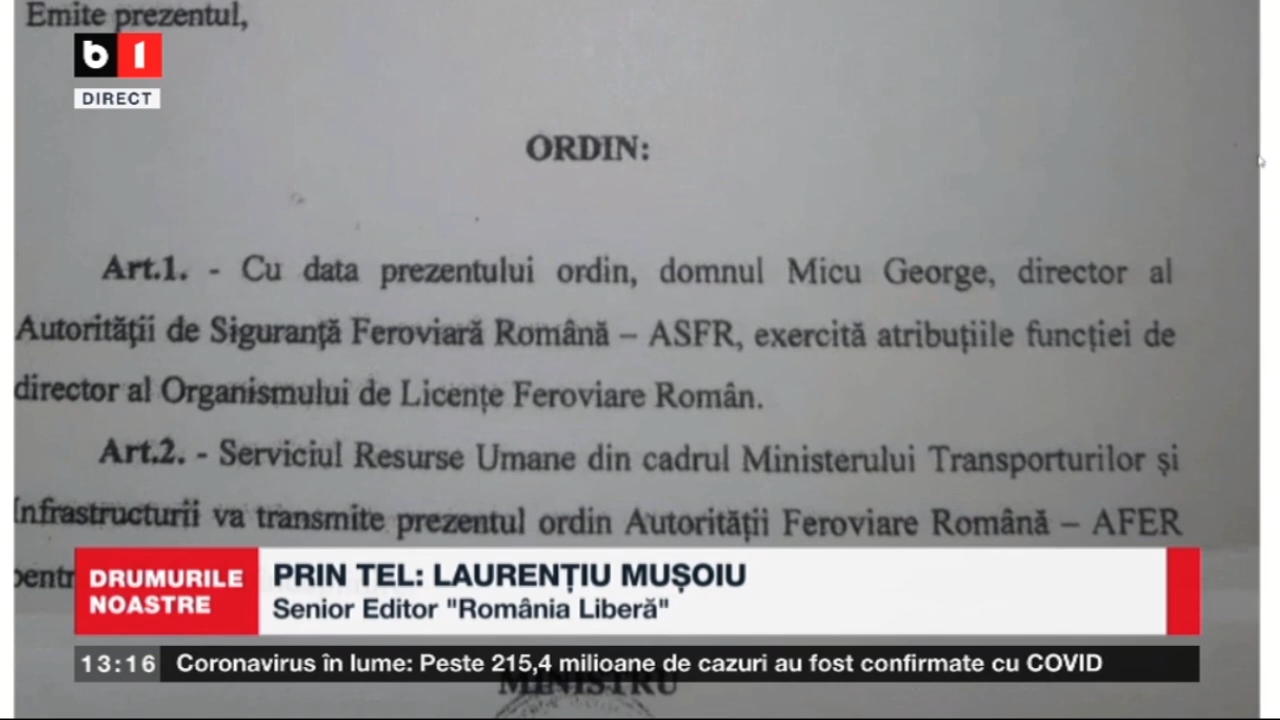 Emite prezentul,
b 1
DIRECT
ORDIN:
Art.1. - Cu data prezentului ordin, domnul Micu George, director al
Autorității de Siguranță Feroviară Română – ASFR, exercită atribuțiile funcției de
director al Organismului de Licențe Feroviare Român.
Art.2. - Serviciul Resurse Umane din cadrul Ministerului Transporturilor și
Infrastructurii va transmite prezentul ordin Autorității Feroviare Română – AFER
DRUMURILE
NOASTRE
PRIN TEL: LAURENȚIU MUȘOIU
Senior Editor "România Liberă"
13:16 Coronavirus în lume: Peste 215,4 milioane de cazuri au fost confirmate cu COVID
MINISTRU